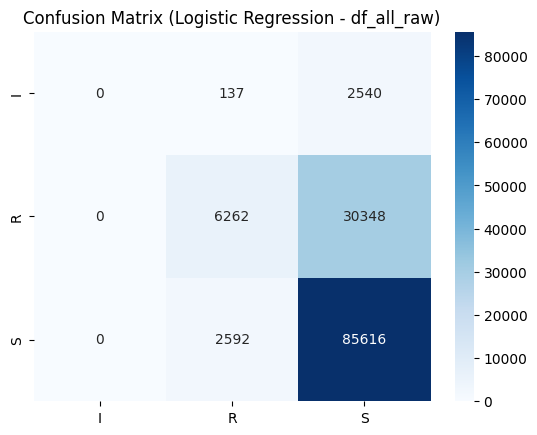 Confusion Matrix (Logistic Regression - df_all_raw)
I 0 137 2540
R 0 6262 30348
S 0 2592 85616
I R S
80000
70000
60000
50000
40000
30000
20000
10000
0